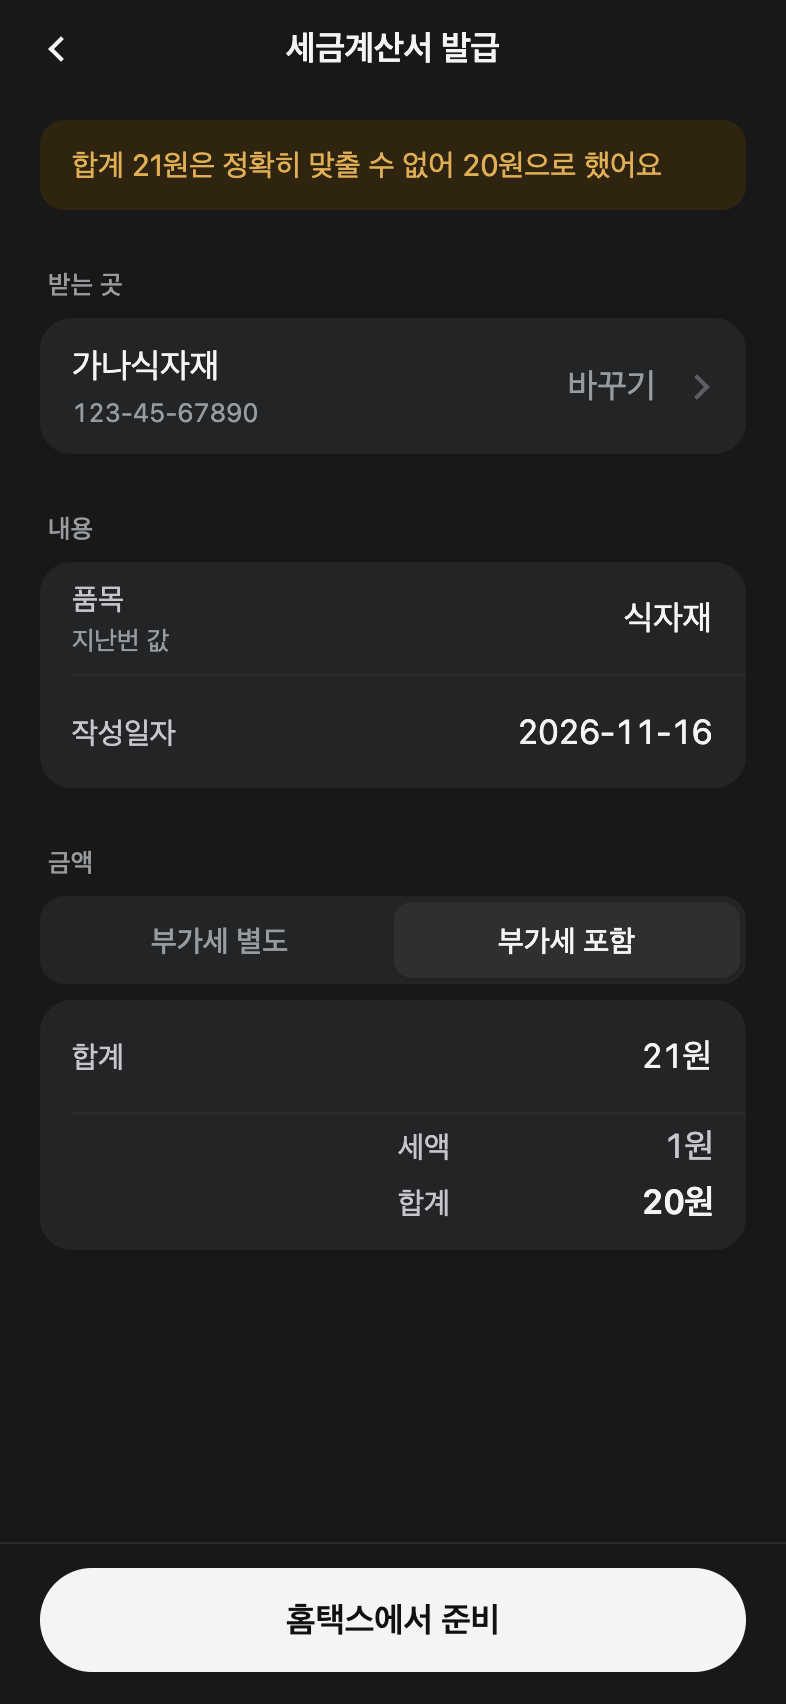 세금계산서 발급
합계 21원은 정확히 맞출 수 없어 20원으로 했어요
받는 곳
가나식자재
123-45-67890
바꾸기
내용
품목
지난번 값
식자재
작성일자
2026-11-16
금액
부가세 별도
부가세 포함
합계
21원
세액
1원
합계
20원
홈택스에서 준비